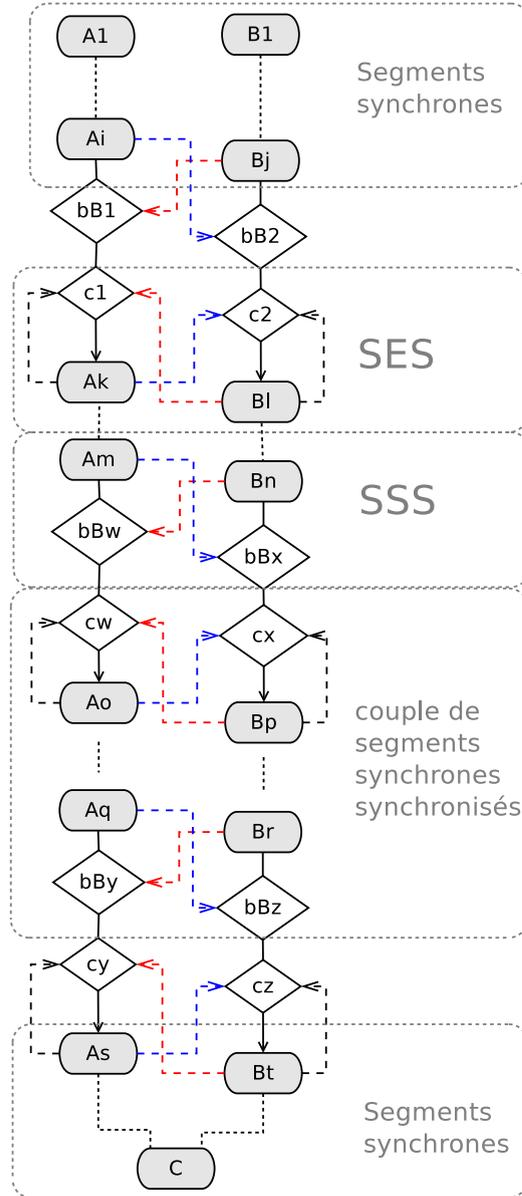 A1
B1
Segments
synchrones
Ai
Bj
bB1
bB2
c1
c2
SES
Ak
Bl
Am
Bn
SSS
bBw
bBx
cw
cx
Ao
Bp
couple de
segments
synchrones
synchronisés
Aq
Br
bBy
bBz
cy
cz
As
Bt
Segments
synchrones
C